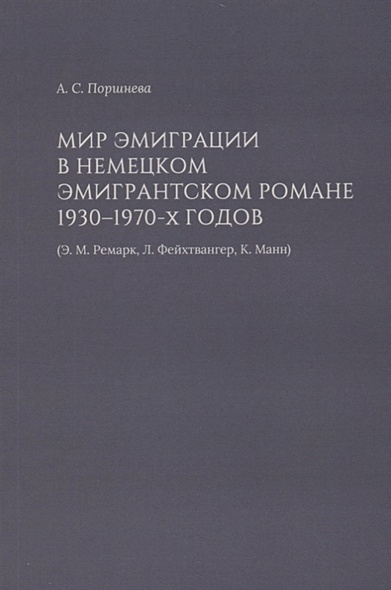 А. С. Поршнева
МИР ЭМИГРАЦИИ
В НЕМЕЦКОМ
ЭМИГРАНТСКОМ РОМАНЕ
1930–1970-х ГОДОВ
(Э. М. Ремарк, Л. Фейхтвангер, К. Манн)